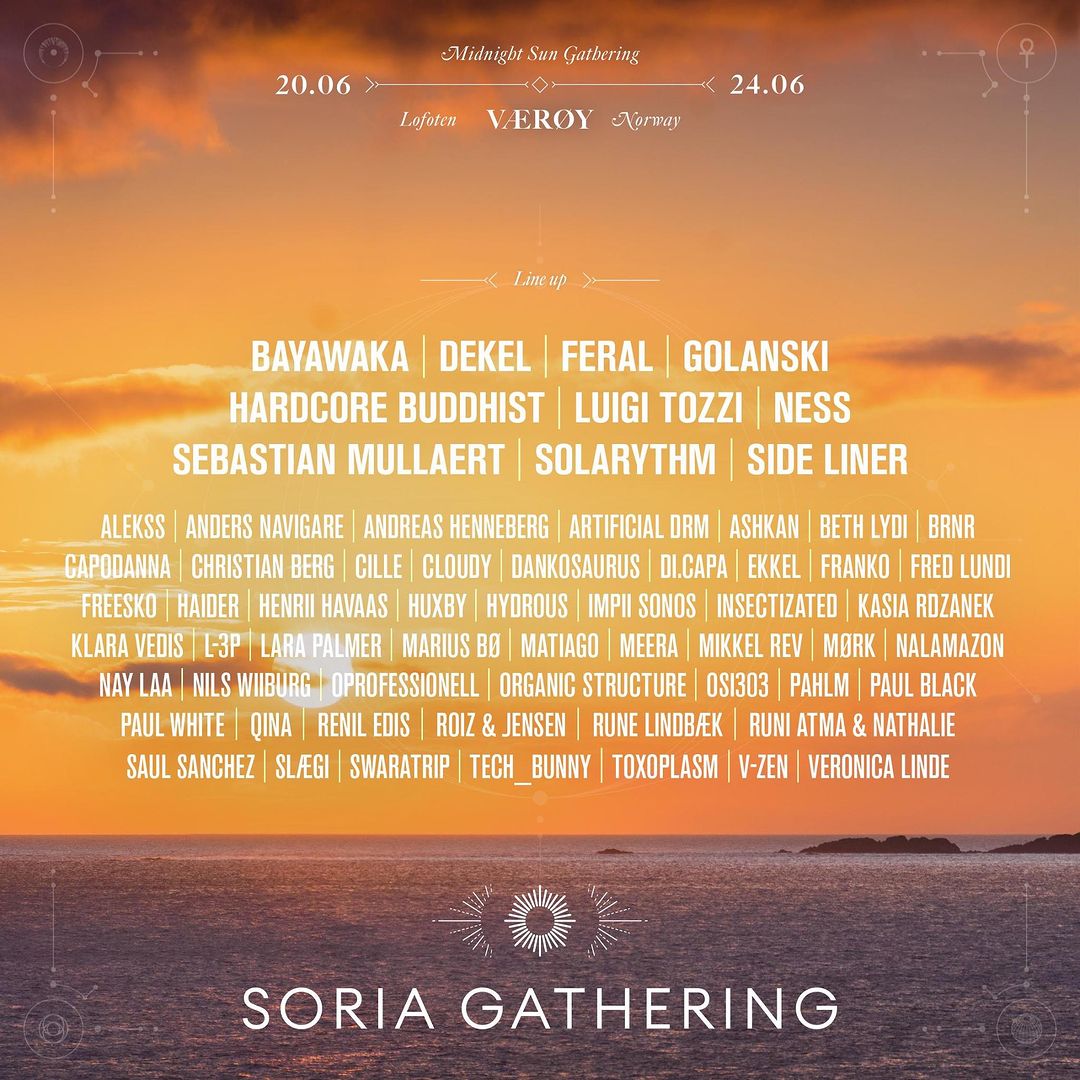 Midnight Sun Gathering
20.06 24.06
Lofoten VÆRØY Norway
Line up
BAYAWAKA | DEKEL | FERAL | GOLANSKI
HARDCORE BUDDHIST | LUIGI TOZZI | NESS
SEBASTIAN MULLAERT | SOLARYTHM | SIDE LINER
ALEKSS | ANDERS NAVIGARE | ANDREAS HENNEBERG | ARTIFICIAL DRM | ASHKAN | BETH LYDI | BRNR
CAPODANNA | CHRISTIAN BERG | CILLE | CLOUDY | DANKOSAURUS | DI.CAPA | EKKEL | FRANKO | FRED LUNDI
FREESKO | HAIDER | HENRII HAVAAS | HUXBY | HYDROUS | IMPII SONOS | INSECTIZATED | KASIA RDZANEK
KLARA VEDIS | L-3P | LARA PALMER | MARIUS BØ | MATIAGO | MEERA | MIKKEL REV | MØRK | NALAMAZON
NAY LAA | NILS WIIBURG | OPROFESSIONELL | ORGANIC STRUCTURE | OSI303 | PAHLM | PAUL BLACK
PAUL WHITE | QINA | RENIL EDIS | ROIZ & JENSEN | RUNE LINDBÆK | RUNI ATMA & NATHALIE
SAUL SANCHEZ | SLÆGI | SWARATRIP | TECH_BUNNY | TOXOPLASM | V-ZEN | VERONICA LINDE
SORIA GATHERING